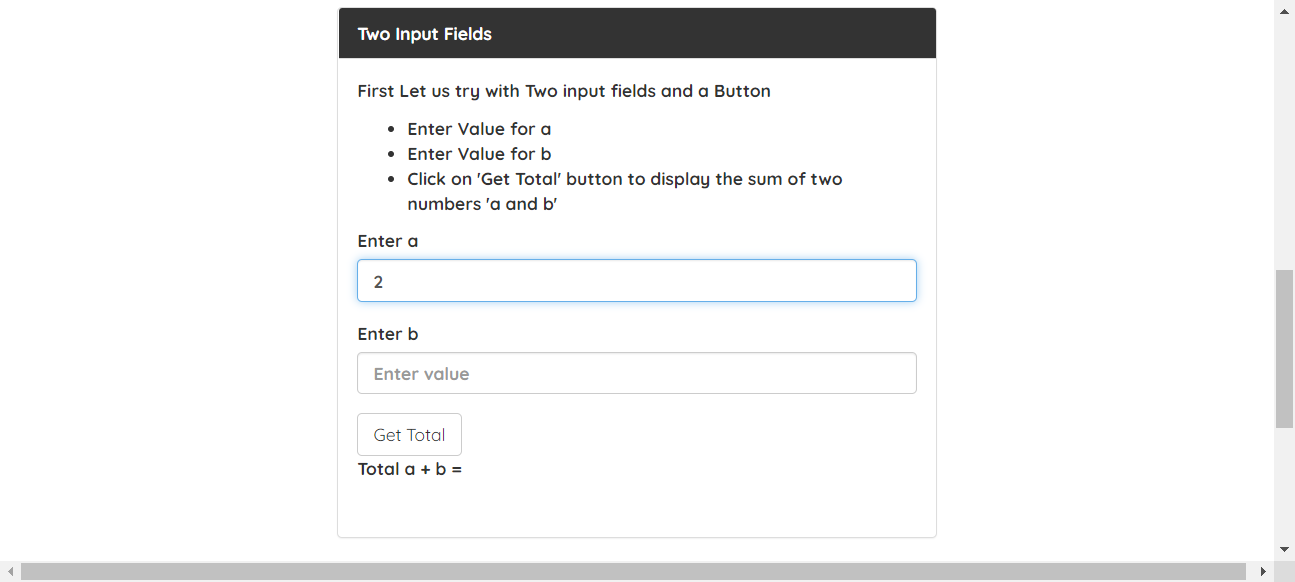 Two Input Fields
First Let us try with Two input fields and a Button
Enter Value for a
Enter Value for b
Click on 'Get Total' button to display the sum of two
numbers 'a and b'
Enter a
2
Enter b
Enter value
Get Total
Total a + b =